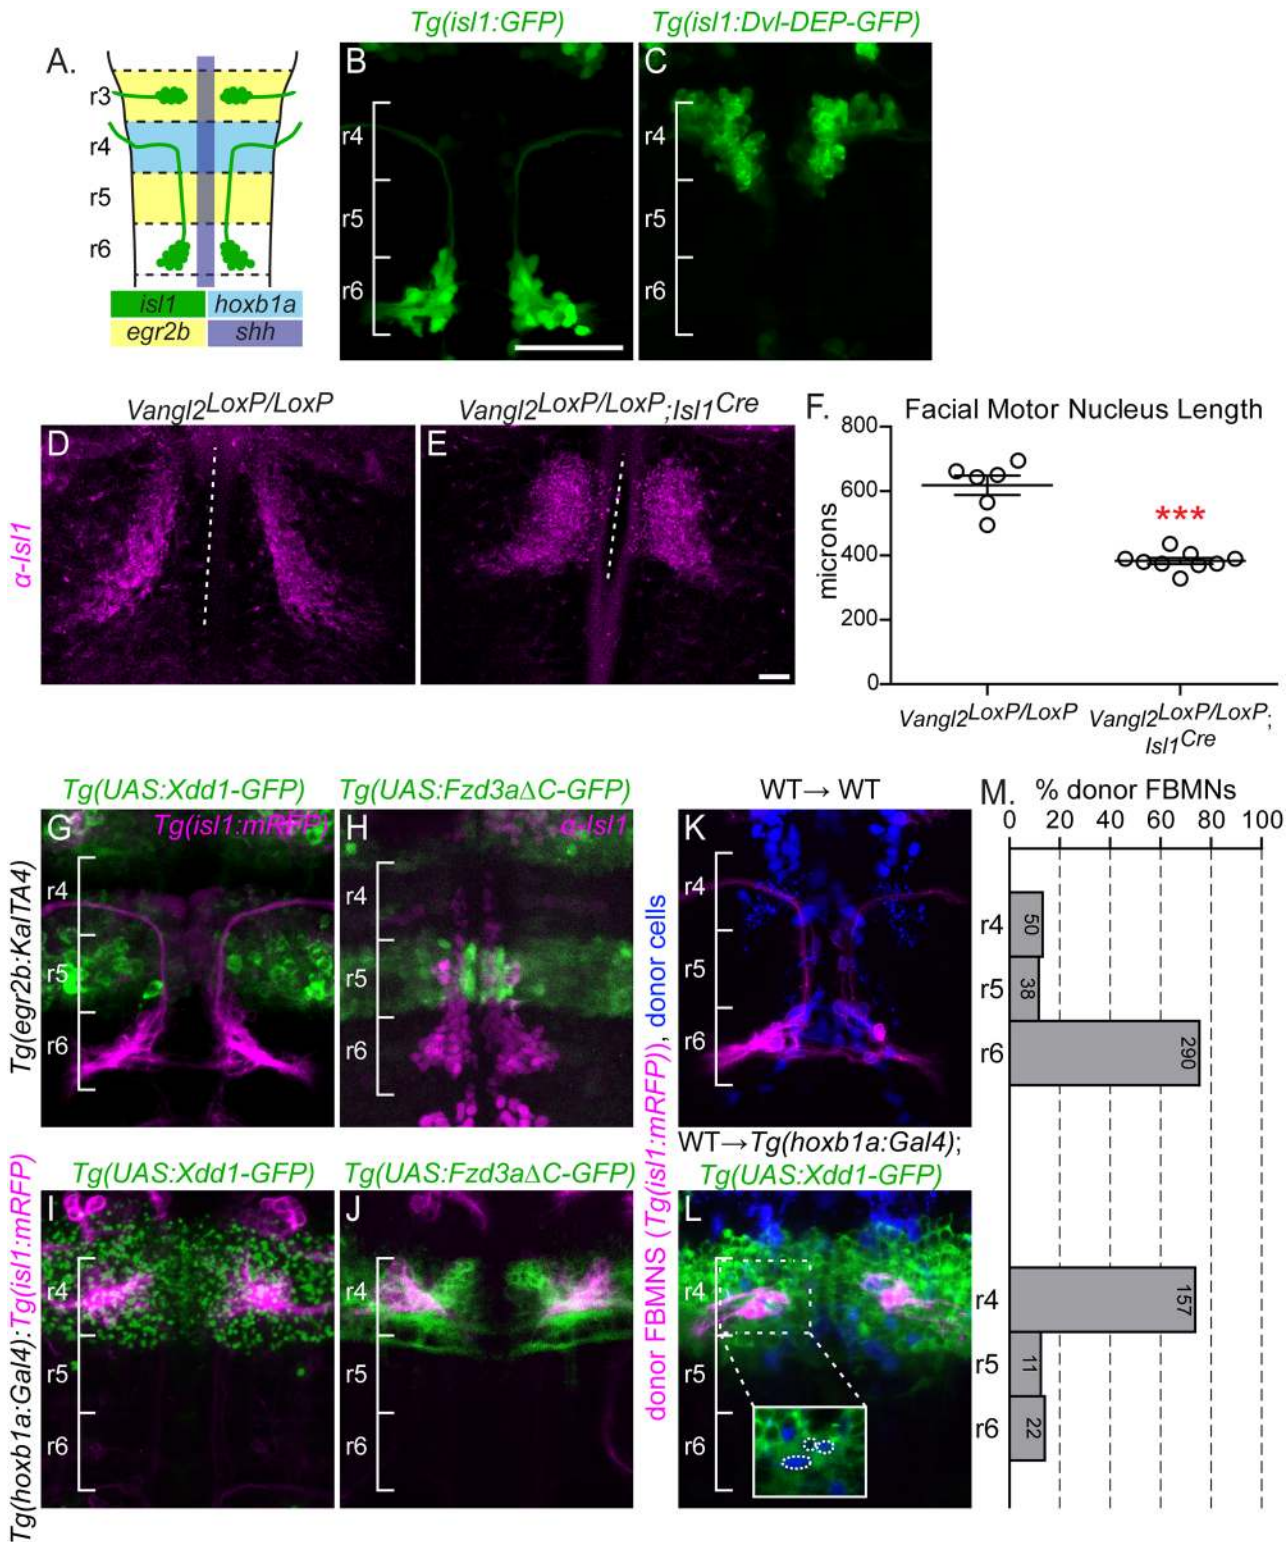 Tg(isl1:GFP)
Tg(isl1:Dvl-DEP-GFP)
A.
r3
r4
r5
r6
isl1
hoxb1a
egr2b
shh
B
r4
r5
r6
C
r4
r5
r6
Vangl2LoxP/LoxP
Vangl2LoxP/LoxP;Isl1Cre
α-Isl1
D
E
F.
Facial Motor Nucleus Length
microns
800
600
400
200
0
***
Vangl2LoxP/LoxP
Vangl2LoxP/LoxP;
Isl1Cre
Tg(UAS:Xdd1-GFP)
Tg(UAS:Fzd3aΔC-GFP)
Tg(egr2b:KalTA4)
G
Tg(isl1:mRFP)
r4
r5
r6
H
α-Isl1
r4
r5
r6
Tg(UAS:Xdd1-GFP)
Tg(UAS:Fzd3aΔC-GFP)
Tg(hoxb1a:Gal4);Tg(isl1:mRFP)
I
r4
r5
r6
J
r4
r5
r6
donor FBMNS (Tg(isl1:mRFP)), donor cells
WT→ WT
K
r4
r5
r6
WT→Tg(hoxb1a:Gal4);
Tg(UAS:Xdd1-GFP)
L
r4
r5
r6
M.
% donor FBMNs
0 20 40 60 80 100
r4
50
r5
38
r6
290
r4
157
r5
11
r6
22